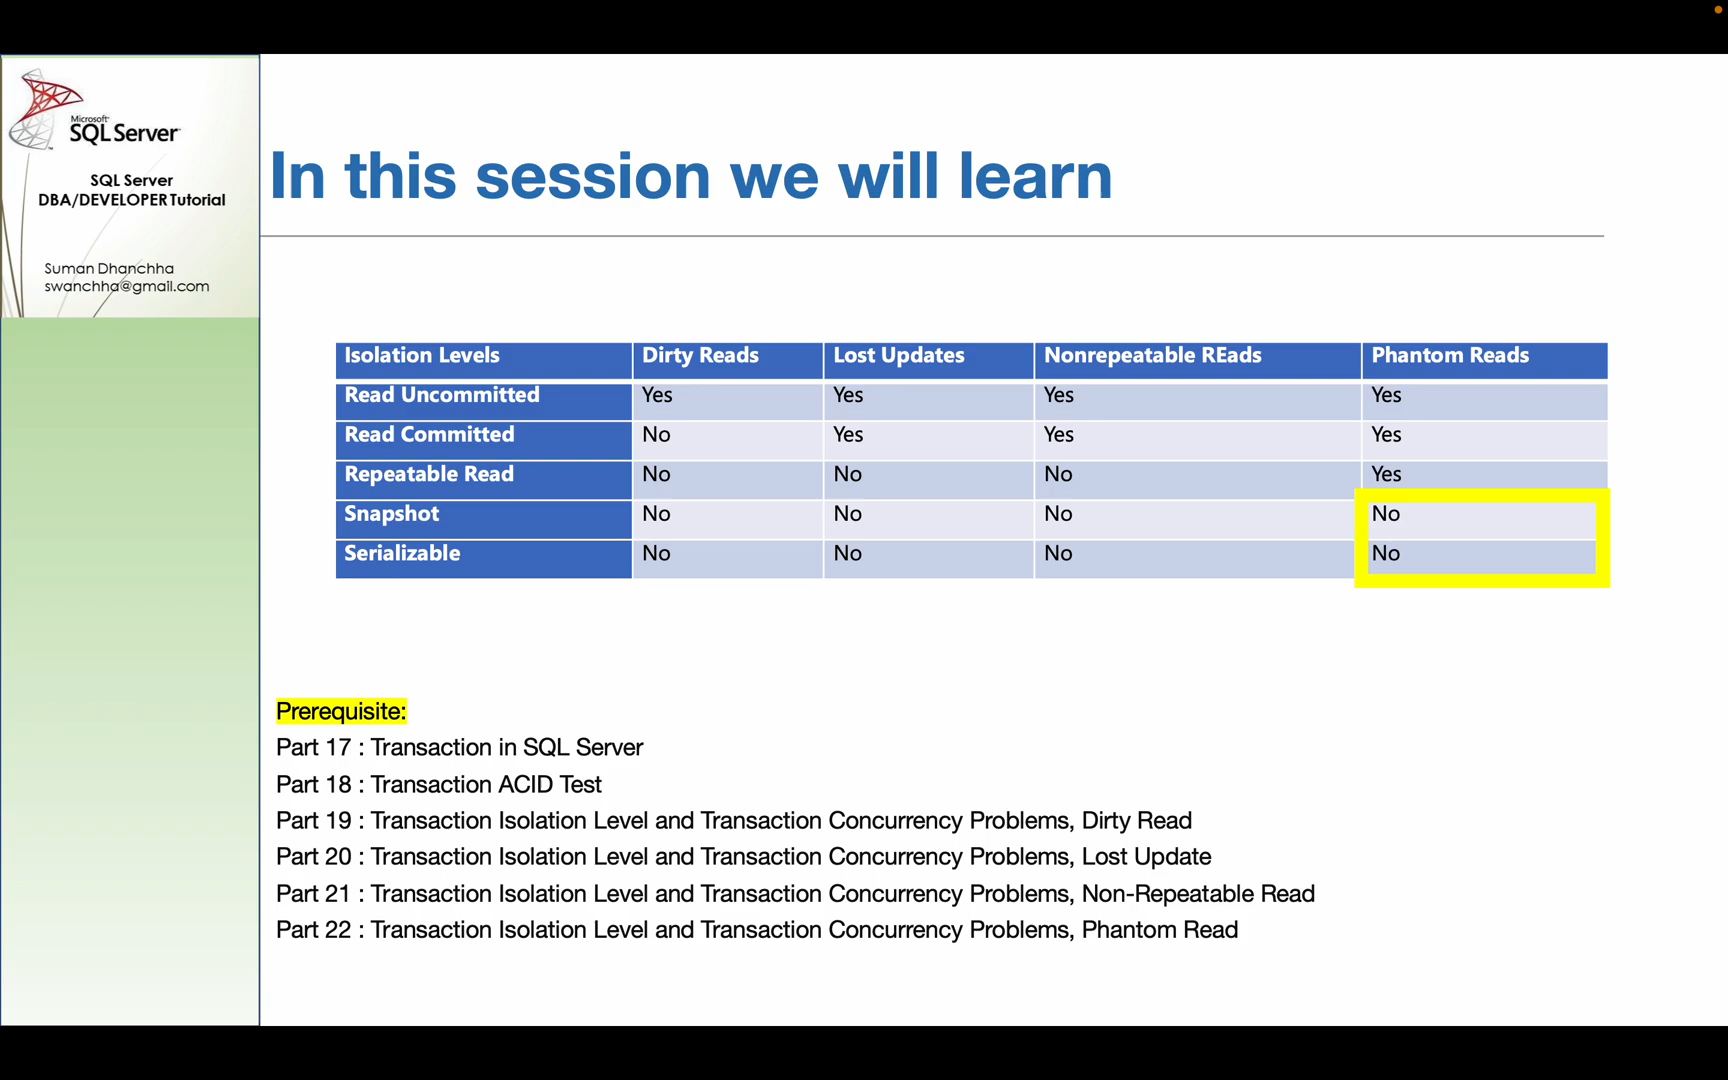 Microsoft
SQL Server
SQL Server
DBA/DEVELOPER Tutorial
Suman Dhanchha
swanchha@gmail.com
In this session we will learn
Isolation Levels Dirty Reads Lost Updates Nonrepeatable REads Phantom Reads
Read Uncommitted Yes Yes Yes Yes
Read Committed No Yes Yes Yes
Repeatable Read No No No Yes
Snapshot No No No No
Serializable No No No No
Prerequisite:
Part 17 : Transaction in SQL Server
Part 18 : Transaction ACID Test
Part 19 : Transaction Isolation Level and Transaction Concurrency Problems, Dirty Read
Part 20 : Transaction Isolation Level and Transaction Concurrency Problems, Lost Update
Part 21 : Transaction Isolation Level and Transaction Concurrency Problems, Non-Repeatable Read
Part 22 : Transaction Isolation Level and Transaction Concurrency Problems, Phantom Read